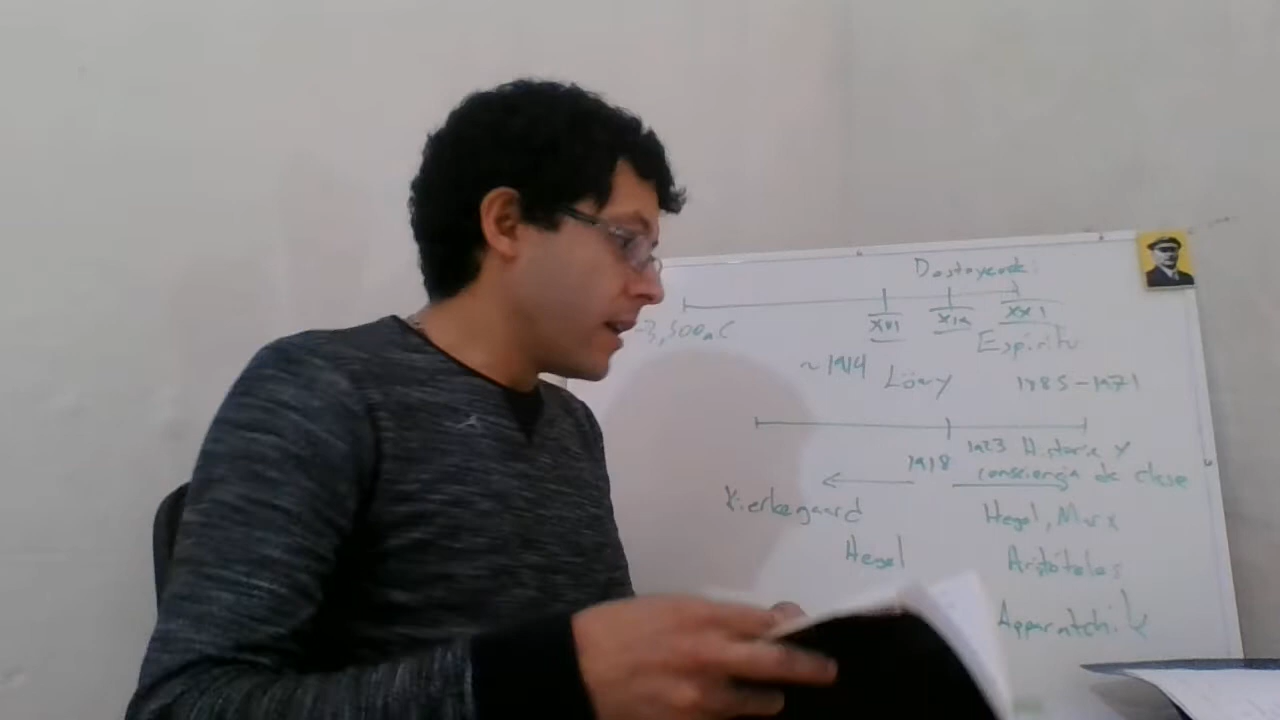 Dostoyevski
-3,500 a.C
XVI XIX XXI
Espíritu
~1914 Löwy 1885-1971
1918 1923 Historia y
consciencia de clase
Kierkegaard Hegel, Marx
Hegel Aristóteles
Apparatchik